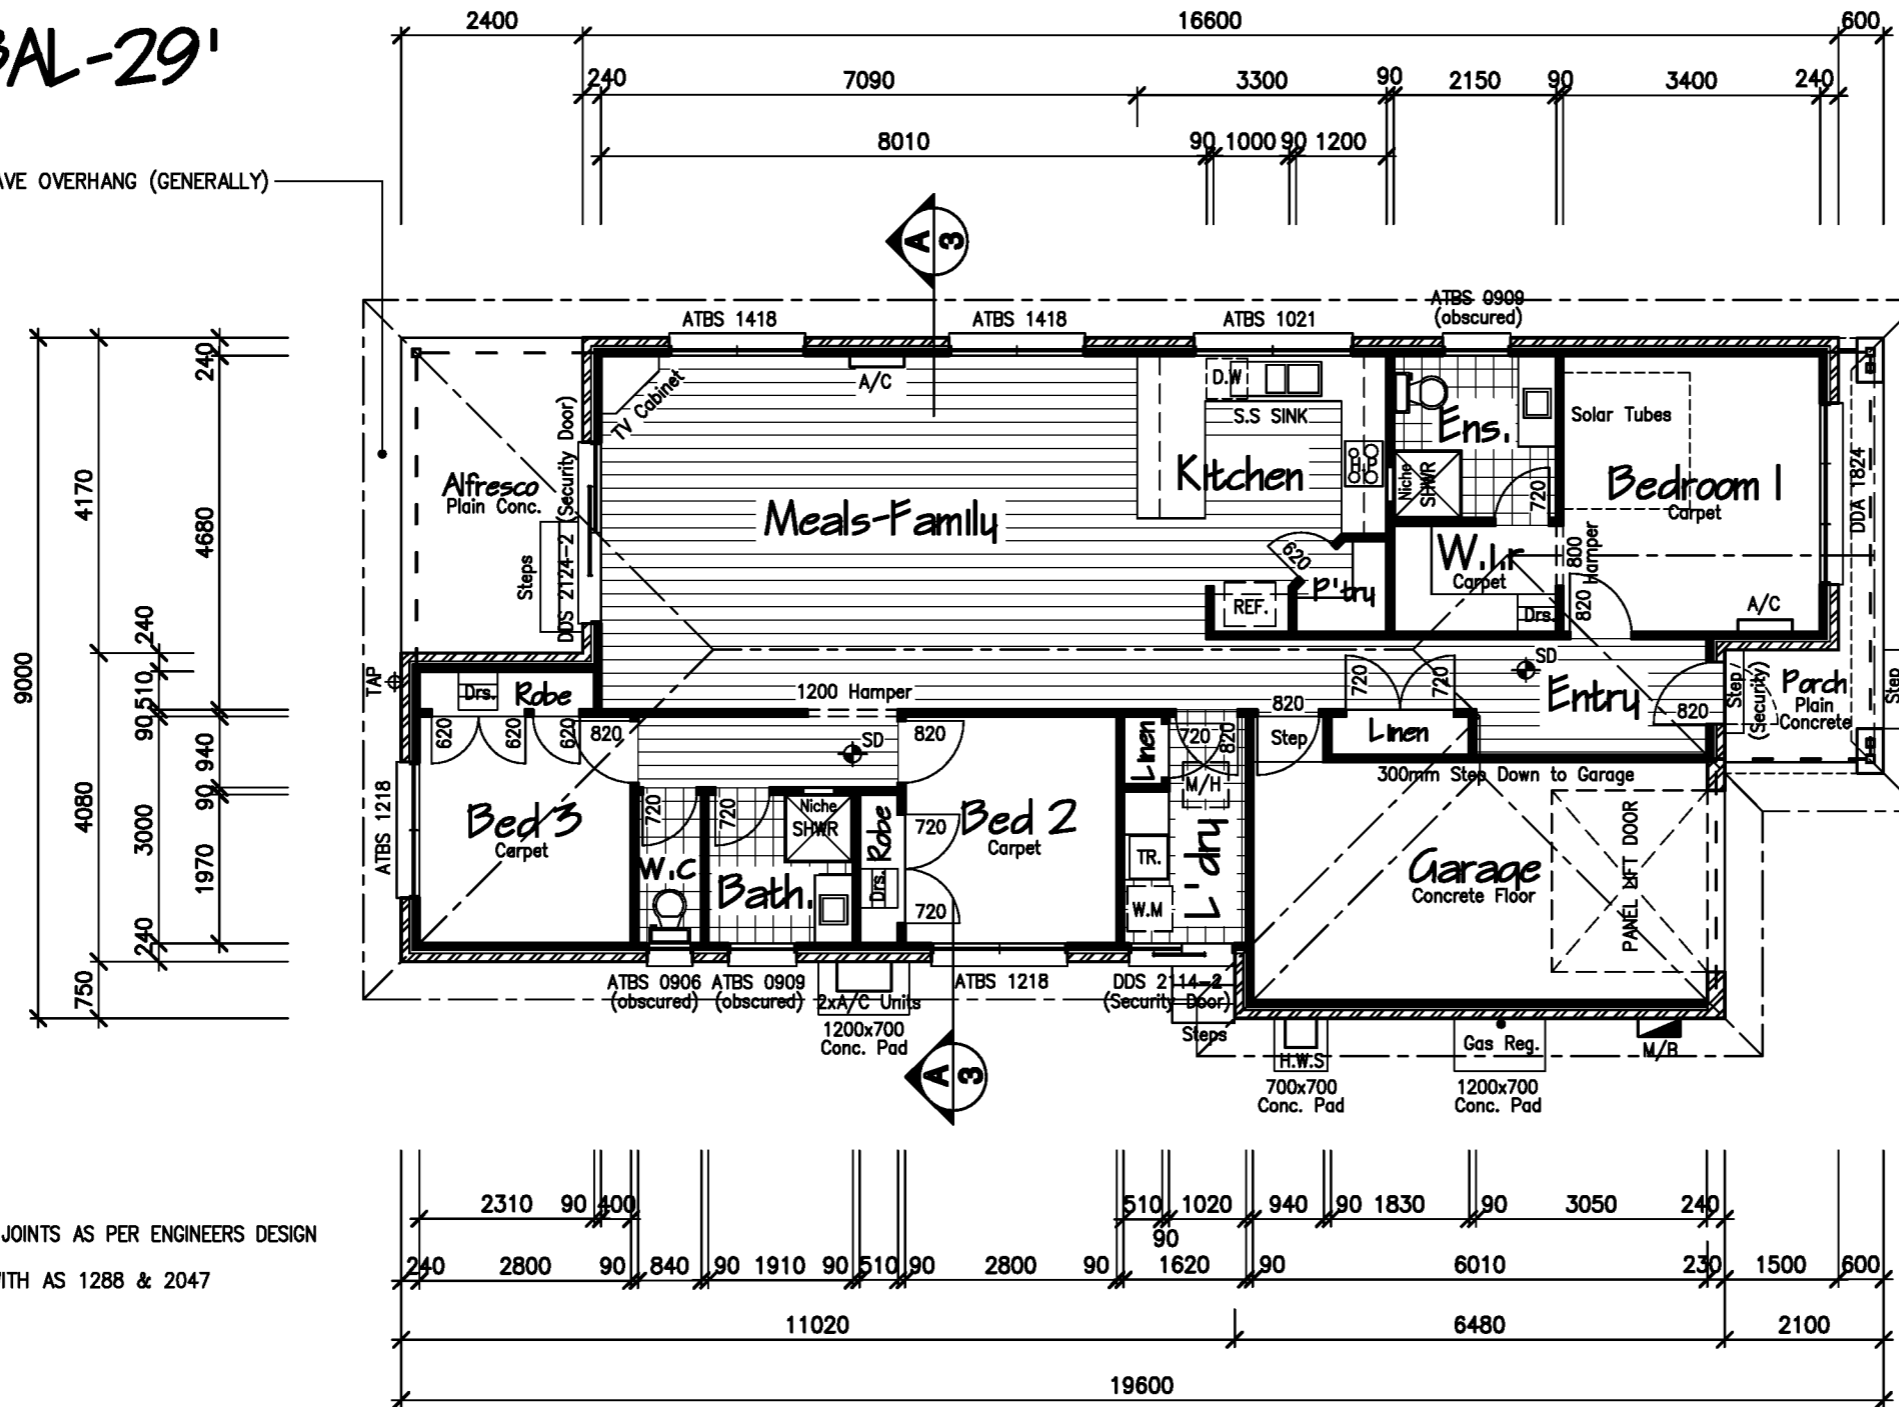 2400 16600 600
BAL-29'
240 7090 3300 90 2150 90 3400 240
8010 90 1000 90 1200
AVE OVERHANG (GENERALLY)
A
3
ATBS 0909
(obscured)
ATBS 1418 ATBS 1418 ATBS 1021
A/C
TV Cabinet
D.W
S.S SINK
Ens.
Solar Tubes
Kitchen
H.P
Niche
SHWR
720
Bedroom 1
Carpet
DDA 1824
Alfresco
Plain Conc.
DDS 2124-2 (Security Door)
Steps
Meals-Family
620
P'try
REF.
W.I.r
Carpet
800
Hamper
Drs.
820
A/C
240
4170
4680
240
9000
510
90
940
90
4080
3000
1970
240
750
TAP
Drs. Robe
1200 Hamper
720 720
SD
Entry
820
Step
(Security)
Porch
Plain
Concrete
Step
620 620 620 820
SD
820
Linen
720 820
820
Step
Linen
300mm Step Down to Garage
M/H
ATBS 1218
Bed 3
Carpet
720
W.C
720
Niche
SHWR
Bath.
Robe
Drs.
720
720
Bed 2
Carpet
TR.
W.M
L'dry
Garage
Concrete Floor
PANEL LIFT DOOR
ATBS 0906
(obscured)
ATBS 0909
(obscured)
2xA/C Units
1200x700
Conc. Pad
ATBS 1218
DDS 2114-2
(Security Door)
Steps
H.W.S
700x700
Conc. Pad
Gas Reg.
1200x700
Conc. Pad
M/B
A
3
2310 90 400 510 1020 940 90 1830 90 3050 240
90
JOINTS AS PER ENGINEERS DESIGN
240 2800 90 840 90 1910 90 510 90 2800 90 1620 90 6010 230 1500 600
WITH AS 1288 & 2047
11020 6480 2100
19600